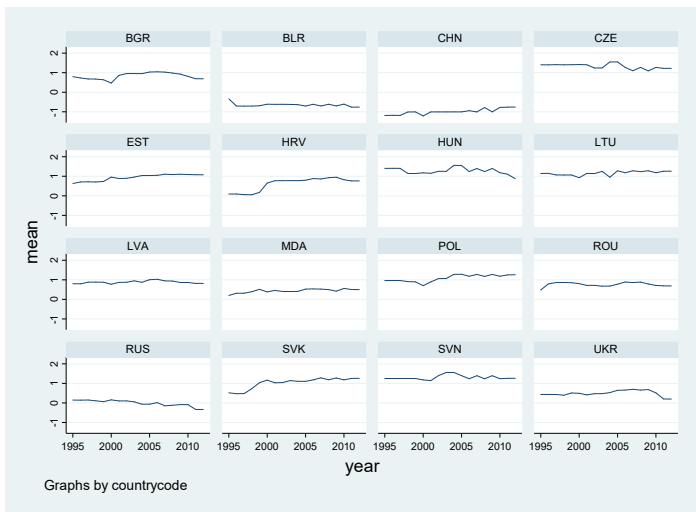 BGR BLR CHN CZE
2
1
0
-1
EST HRV HUN LTU
2
1
0
-1
LVA MDA POL ROU
2
1
0
-1
RUS SVK SVN UKR
2
1
0
-1
mean
1995 2000 2005 2010 1995 2000 2005 2010 1995 2000 2005 2010 1995 2000 2005 2010
year
Graphs by countrycode